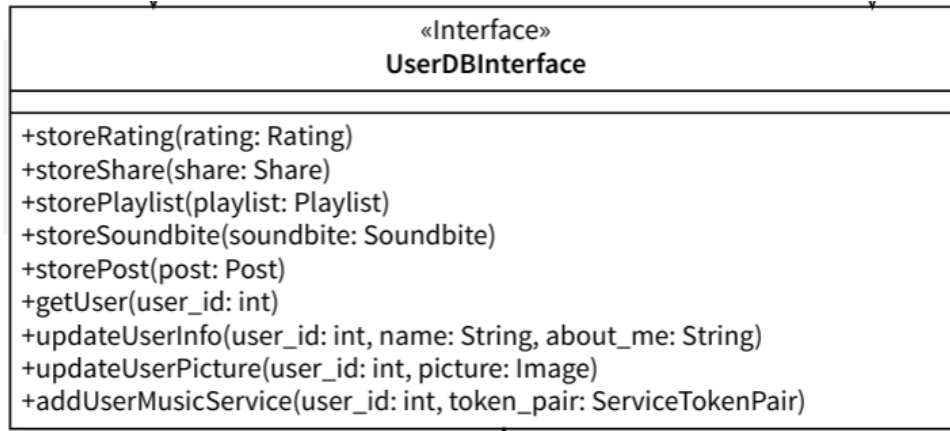 «Interface»
UserDBInterface
+storeRating(rating: Rating)
+storeShare(share: Share)
+storePlaylist(playlist: Playlist)
+storeSoundbite(soundbite: Soundbite)
+storePost(post: Post)
+getUser(user_id: int)
+updateUserInfo(user_id: int, name: String, about_me: String)
+updateUserPicture(user_id: int, picture: Image)
+addUserMusicService(user_id: int, token_pair: ServiceTokenPair)